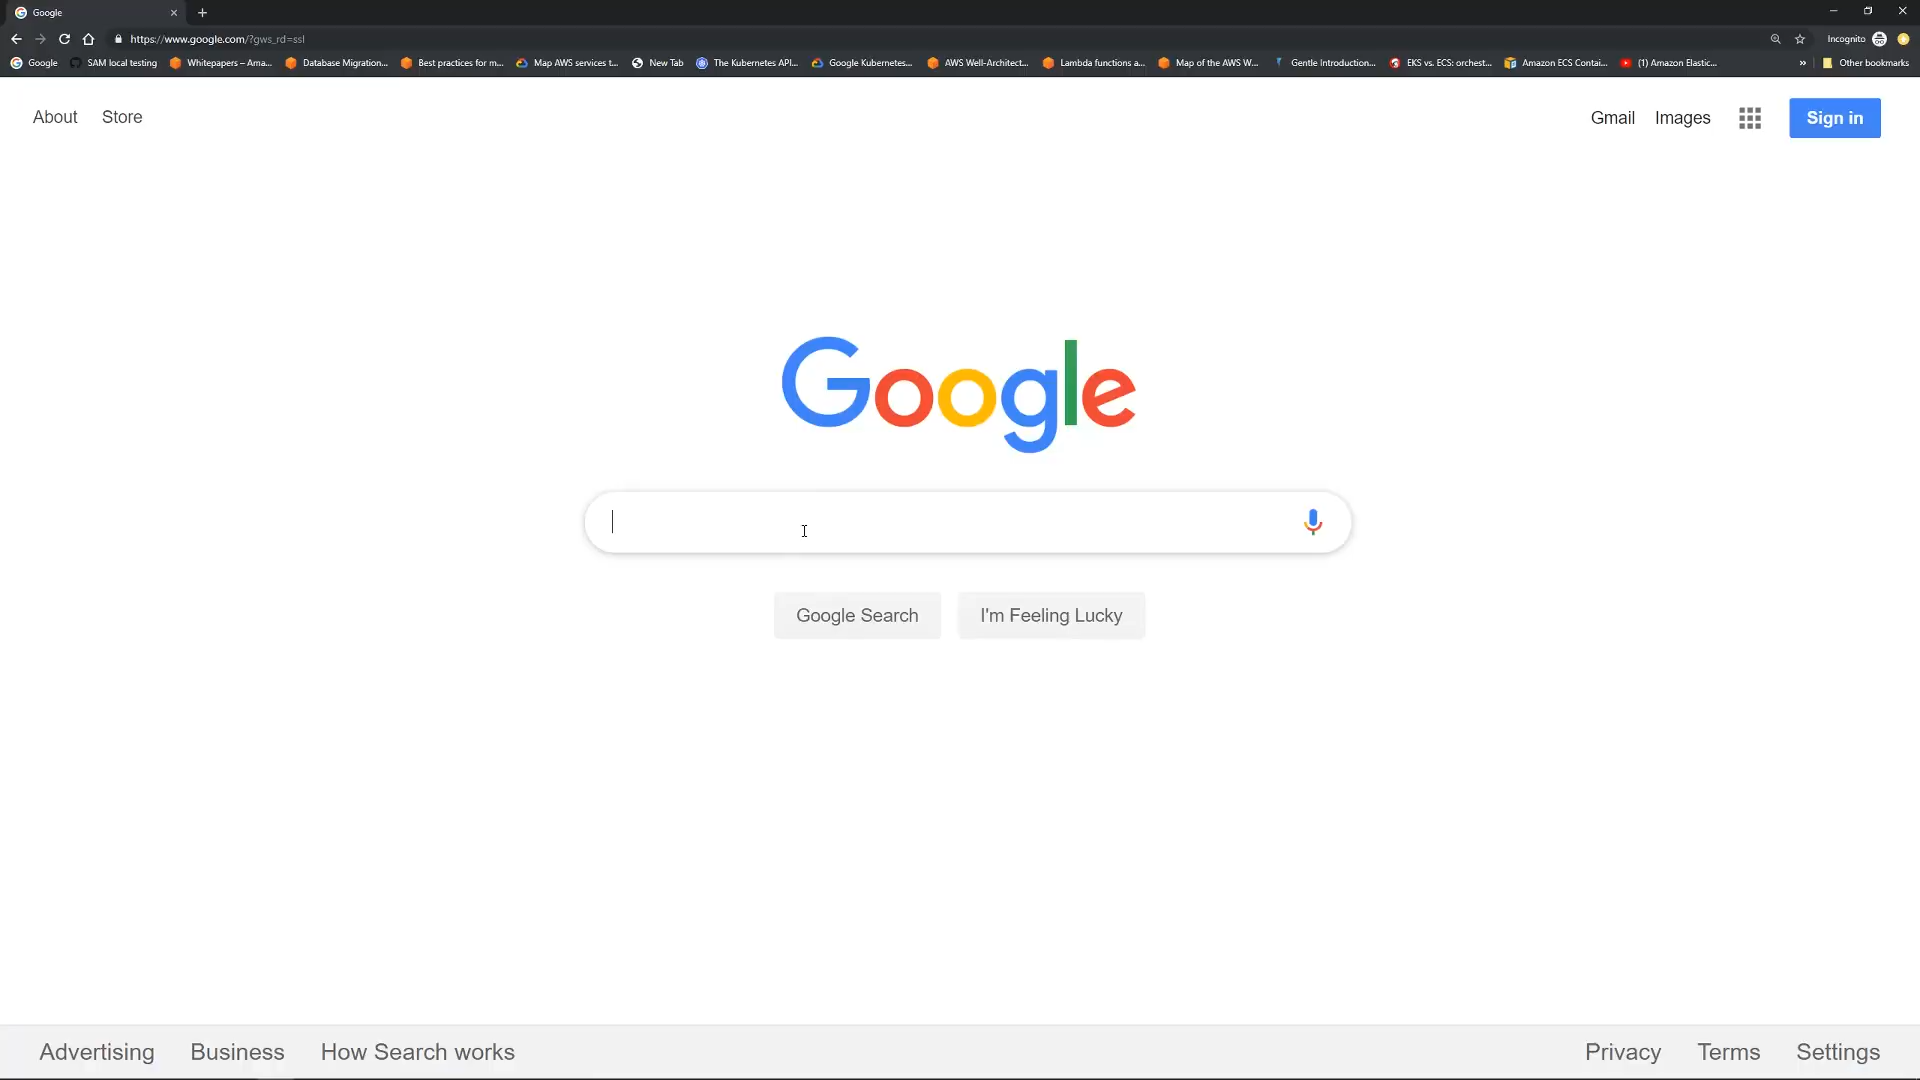 Google
https://www.google.com/?gws_rd=ssl
Incognito
Google SAM local testing Whitepapers – Ama... Database Migration... Best practices for m... Map AWS services t... New Tab The Kubernetes API... Google Kubernetes... AWS Well-Architect... Lambda functions a... Map of the AWS W... Gentle Introduction... EKS vs. ECS: orchest... Amazon ECS Contai... (1) Amazon Elastic... » Other bookmarks
About Store Gmail Images Sign in
Google
Google Search I'm Feeling Lucky
Advertising Business How Search works Privacy Terms Settings